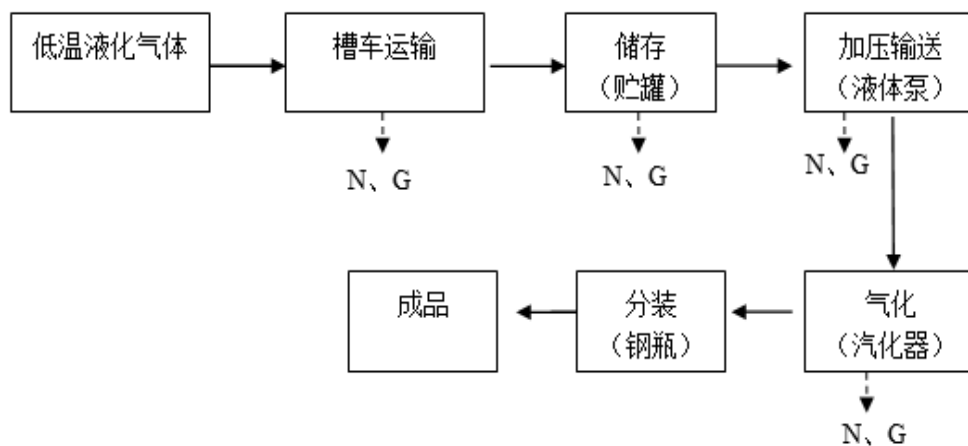 低温液化气体
槽车运输
储存
（贮罐）
加压输送
（液体泵）
N、G
N、G
N、G
成品
分装
（钢瓶）
气化
（汽化器）
N、G